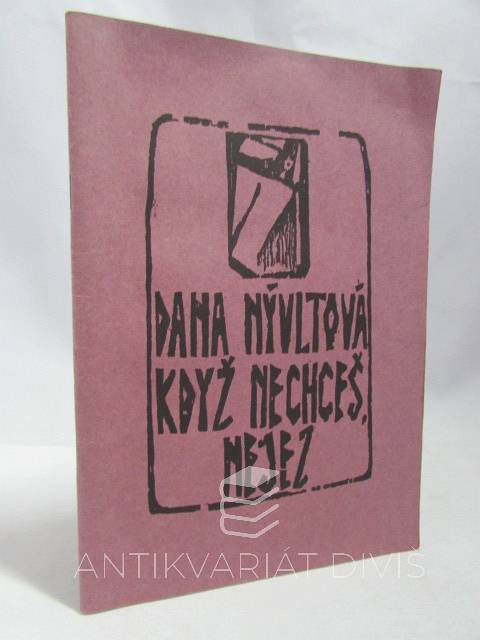 DANA NÝVLTOVÁ
KDYŽ NECHCEŠ,
NEJEZ
ANTIKVARIÁT DIVIŠ